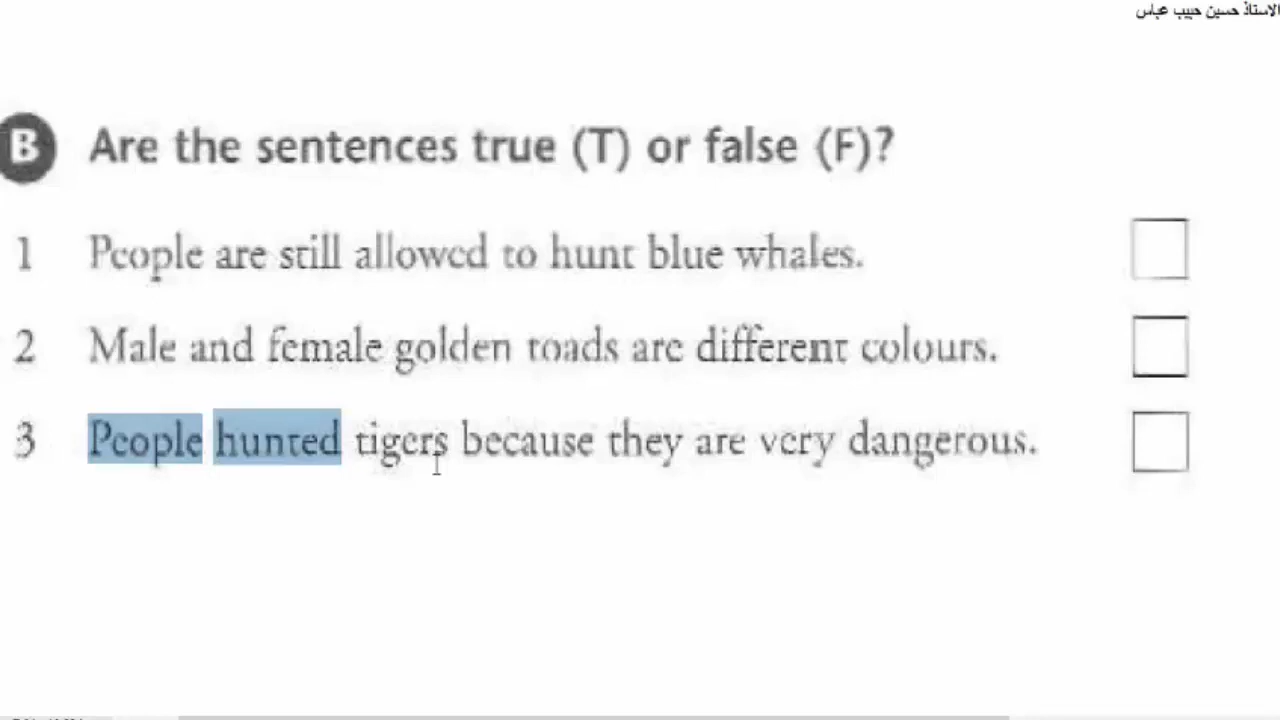 الاستاذ حسين حبيب عباس
B Are the sentences true (T) or false (F)?
1 People are still allowed to hunt blue whales.
2 Male and female golden toads are different colours.
3 People hunted tigers because they are very dangerous.